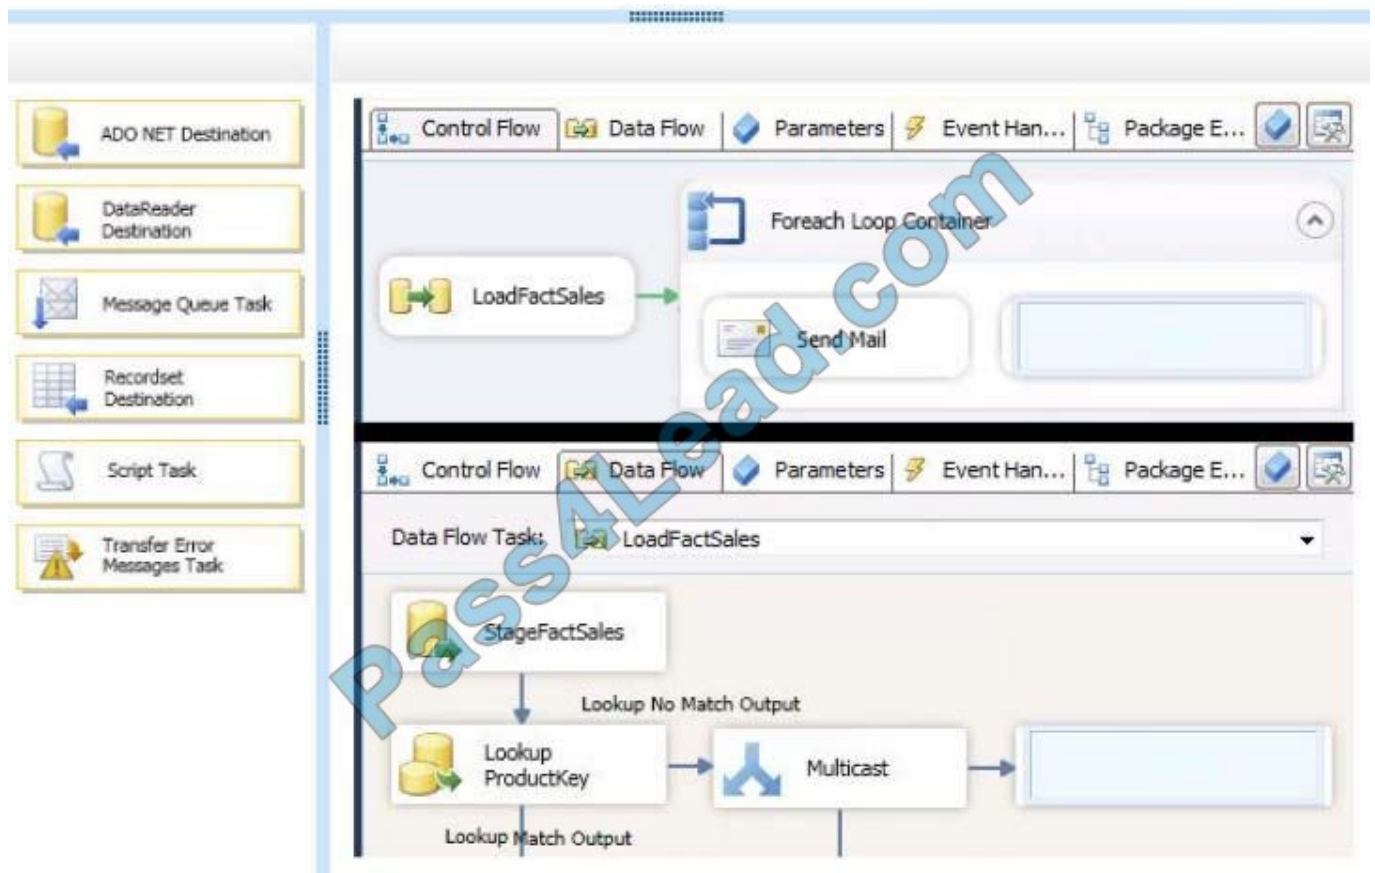 ADO NET Destination
DataReader
Destination
Message Queue Task
Recordset
Destination
Script Task
Transfer Error
Messages Task
Control Flow
Data Flow
Parameters
Event Han...
Package E...
Foreach Loop Container
LoadFactSales
Send Mail
Control Flow
Data Flow
Parameters
Event Han...
Package E...
Data Flow Task:
LoadFactSales
StageFactSales
Lookup No Match Output
Lookup
ProductKey
Multicast
Lookup Match Output
Pass4Lead.com